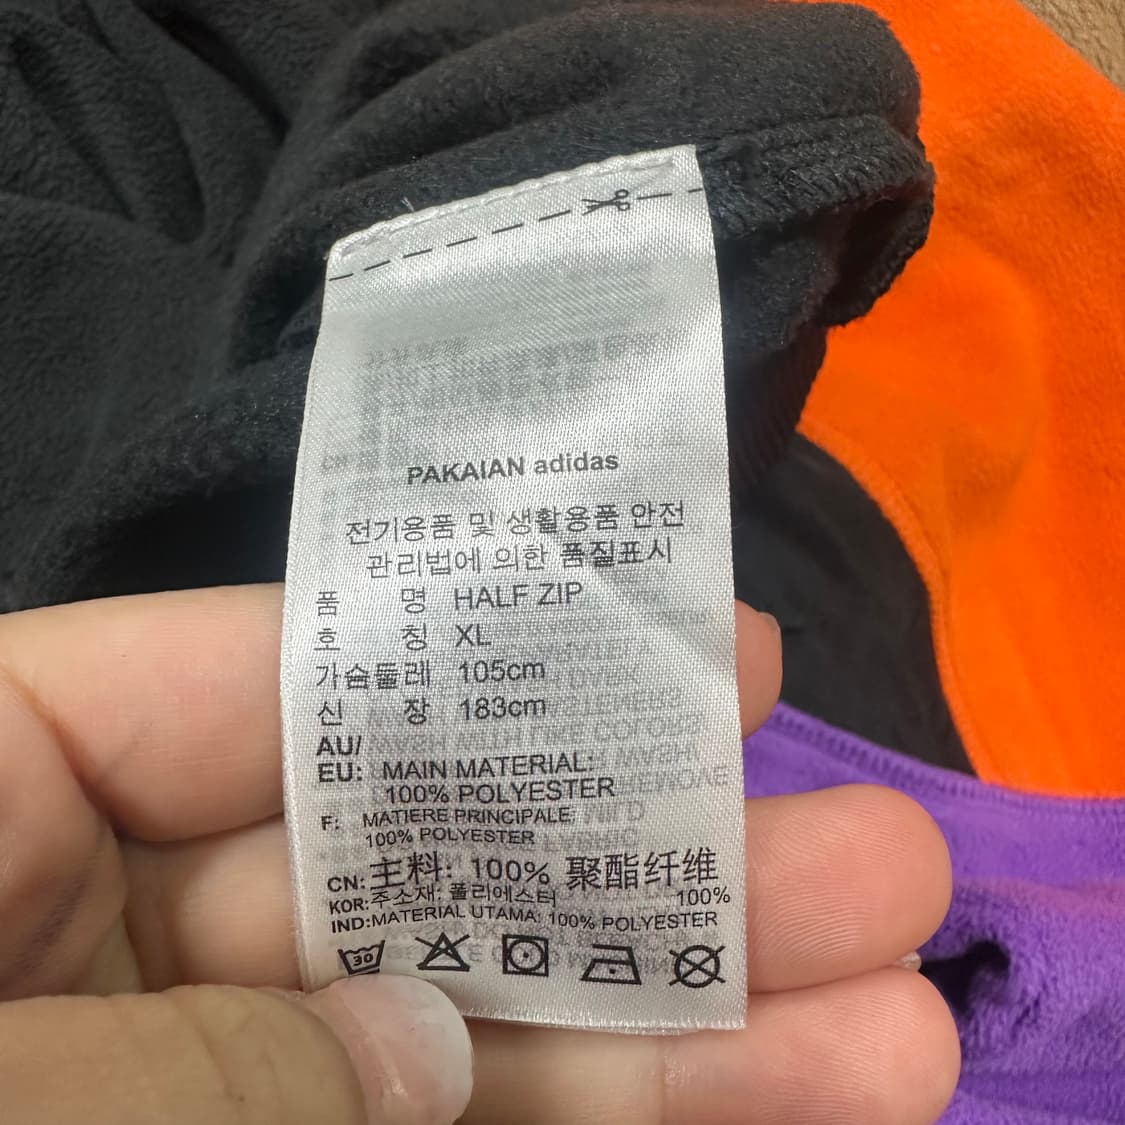 PAKAIAN adidas
전기용품 및 생활용품 안전
관리법에 의한 품질표시
품 명 HALF ZIP
호 칭 XL
가슴둘레 105cm
신 장 183cm
AU/
EU: MAIN MATERIAL:
100% POLYESTER
F: MATIERE PRINCIPALE:
100% POLYESTER
CN: 主料: 100% 聚酯纤维
KOR: 주소재: 폴리에스터 100%
IND: MATERIAL UTAMA: 100% POLYESTER
30